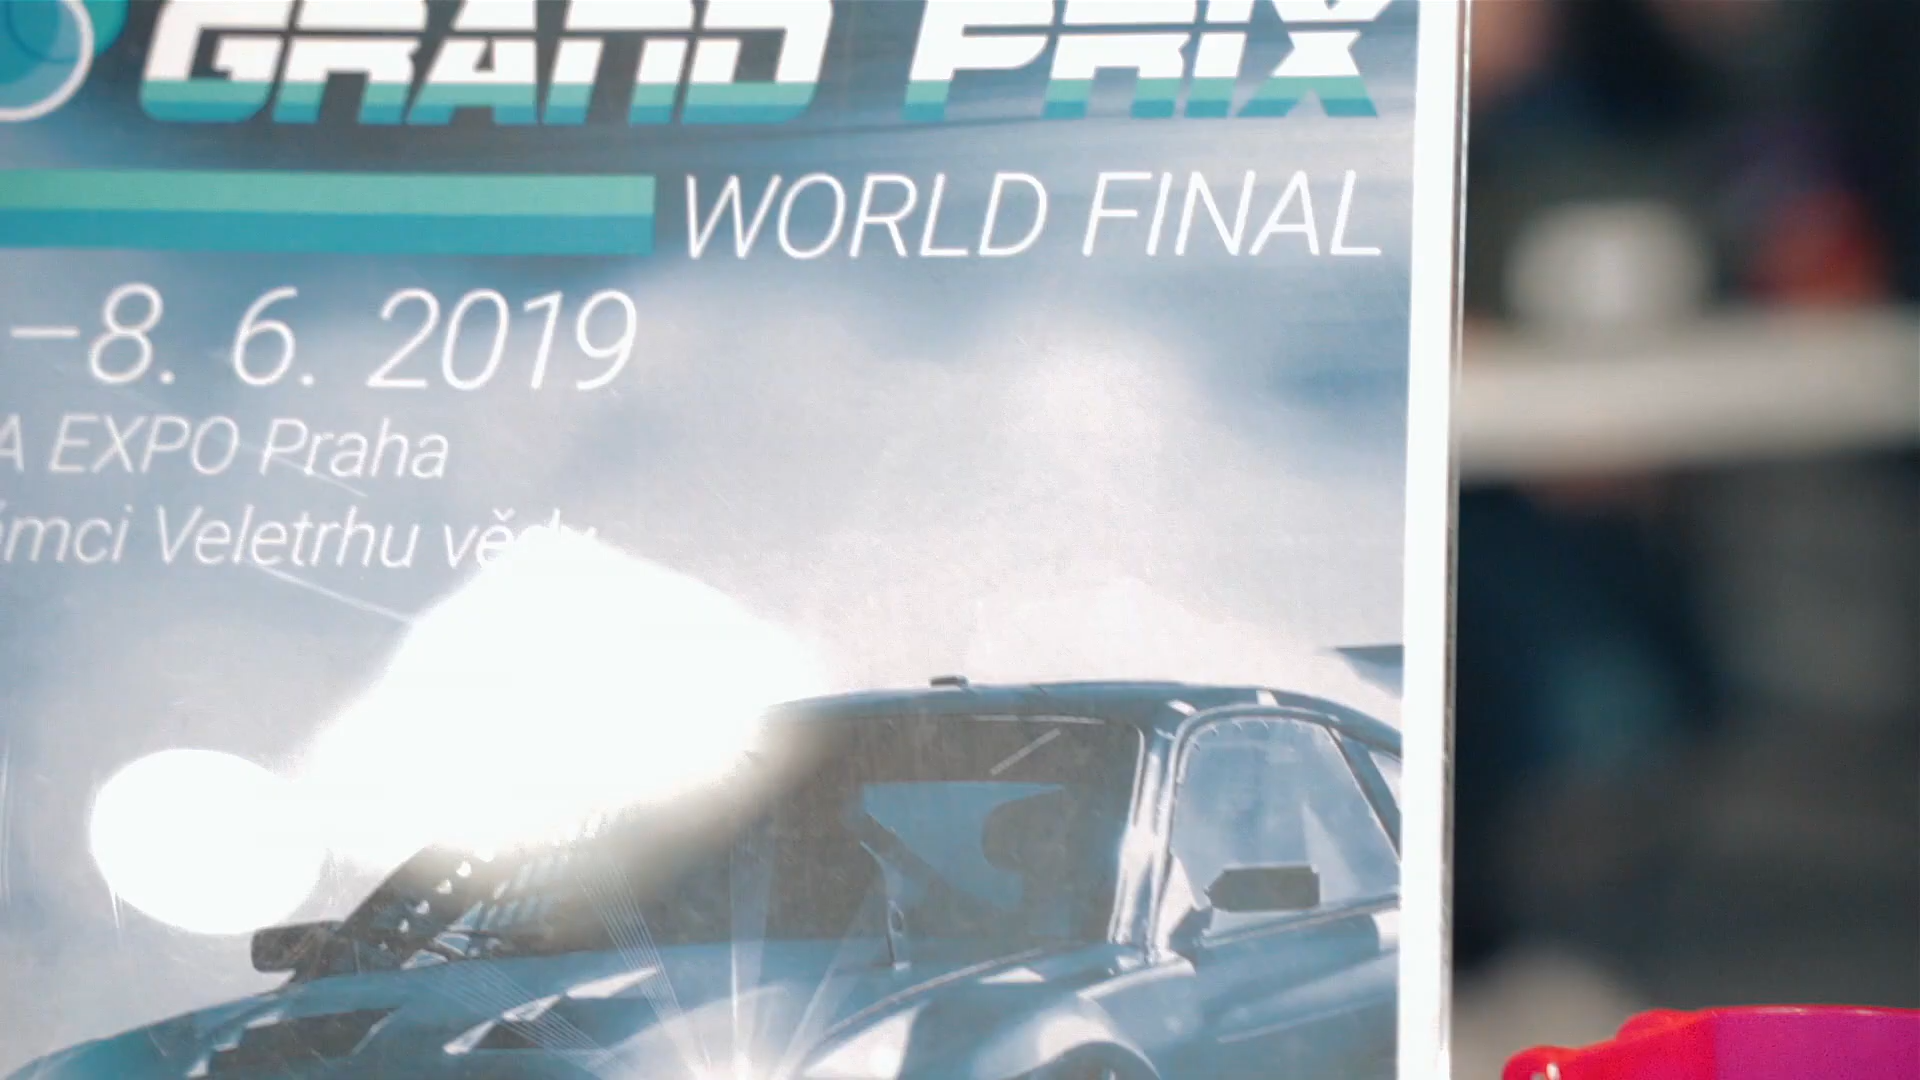 GRAND PRIX
WORLD FINAL
–8. 6. 2019
A EXPO Praha
ámci Veletrhu vědy